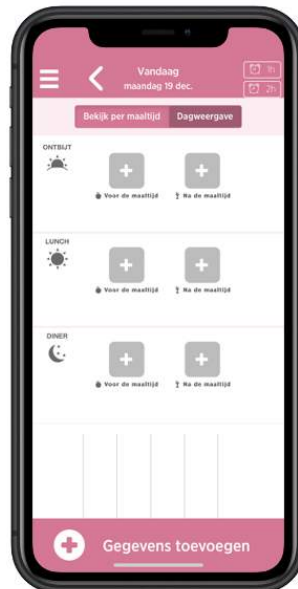 Vandaag
maandag 19 dec.
1h
2h
Bekijk per maaltijd Dagweergave
ONTBIJT
Voor de maaltijd Na de maaltijd
LUNCH
Voor de maaltijd Na de maaltijd
DINER
Voor de maaltijd Na de maaltijd
Gegevens toevoegen